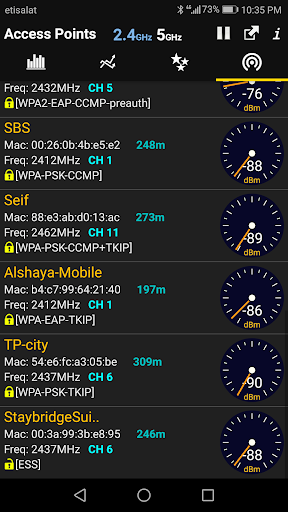 etisalat
56% 10:35 PM
Access Points 2.4GHz 5GHz
Freq: 2432MHz CH 5
[WPA2-EAP-CCMP-preauth]
-76
dBm
SBS
Mac: 00:26:0b:4b:e5:e2 248m
Freq: 2412MHz CH 1
[WPA-PSK-CCMP]
-88
dBm
Seif
Mac: 88:e3:ab:d0:13:ac 273m
Freq: 2462MHz CH 11
[WPA-PSK-CCMP+TKIP]
-89
dBm
Alshaya-Mobile
Mac: b4:c7:99:64:21:40 197m
Freq: 2412MHz CH 1
[WPA-EAP-TKIP]
-86
dBm
TP-city
Mac: 54:e6:fc:a3:05:be 309m
Freq: 2437MHz CH 6
[WPA-PSK-TKIP]
-90
dBm
StaybridgeSui..
Mac: 00:3a:99:3b:e8:95 246m
Freq: 2437MHz CH 6
[ESS]
-88
dBm